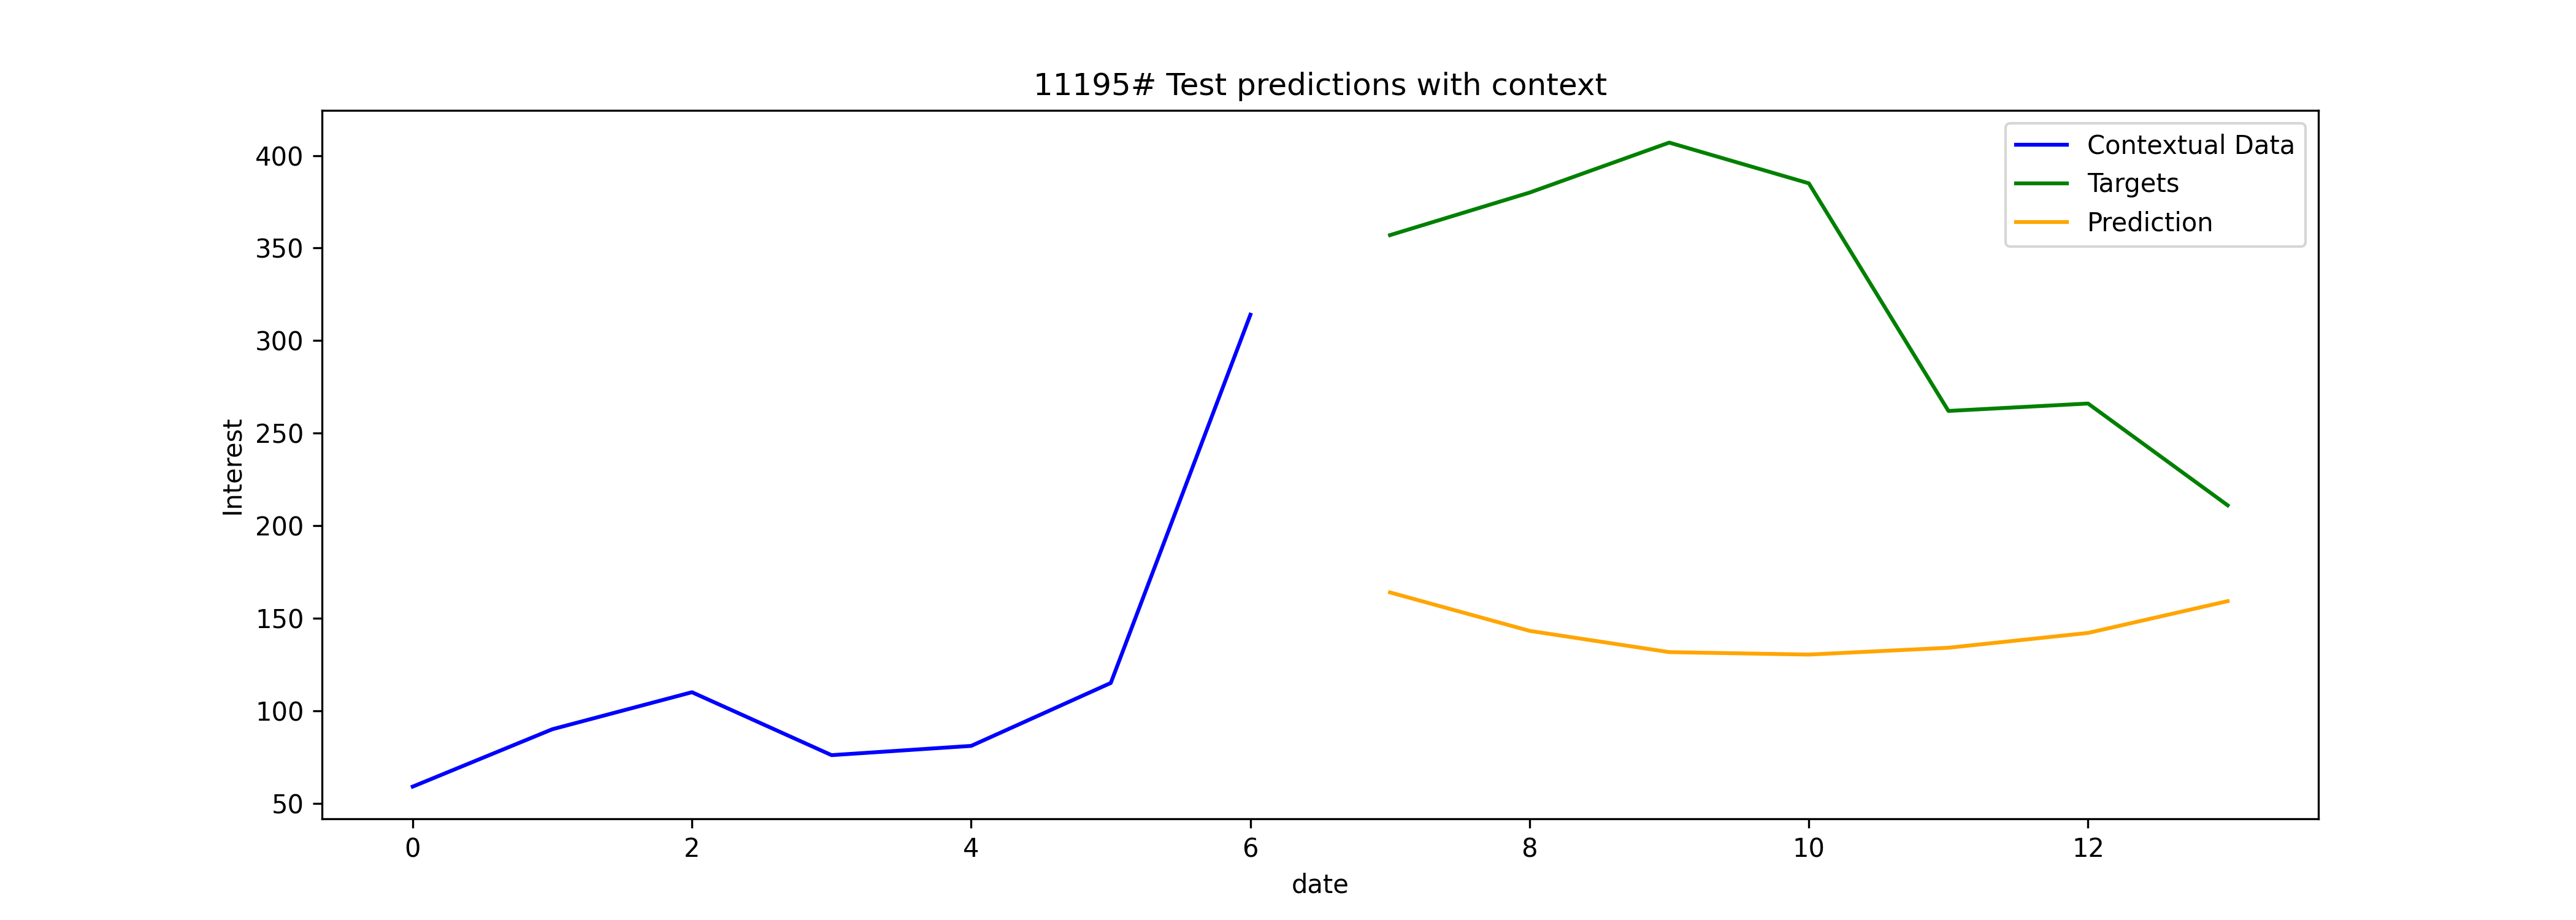 11195# Test predictions with context
Contextual Data
Targets
Prediction
Interest
400
350
300
250
200
150
100
50
0 2 4 6 8 10 12
date